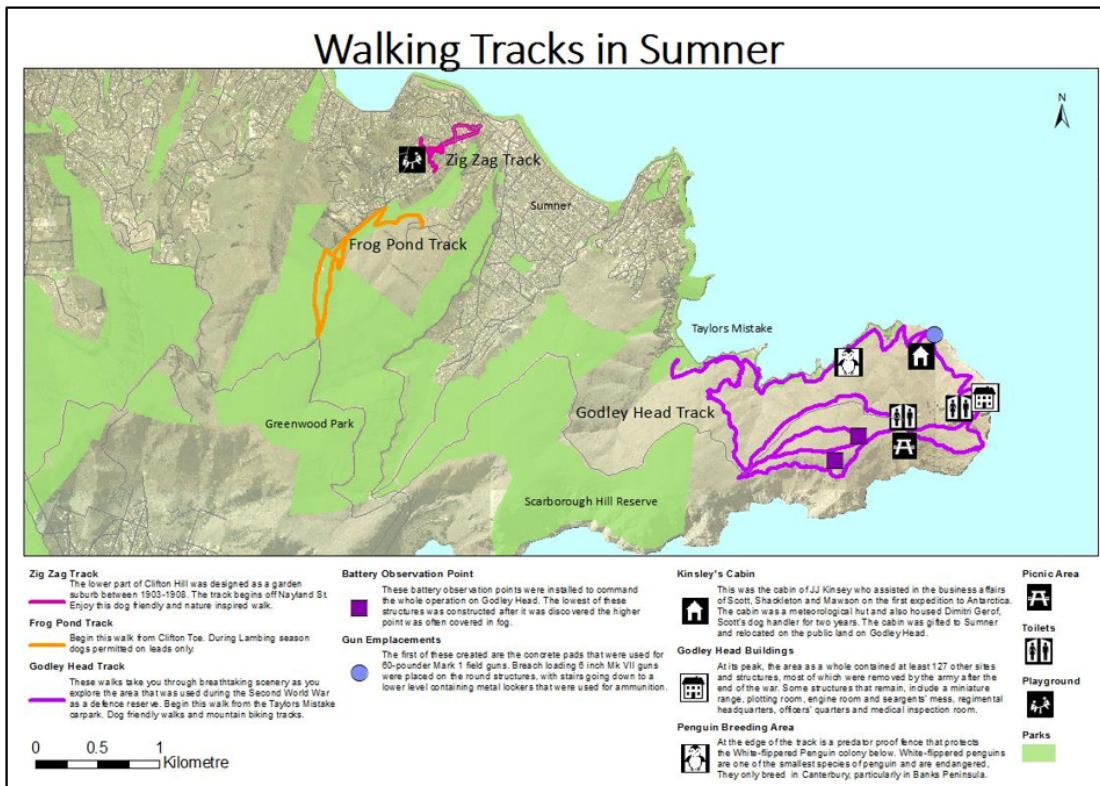 Walking Tracks in Sumner
N
Zig Zag Track
Sumner
Frog Pond Track
Taylors Mistake
Godley Head Track
Greenwood Park
Scarborough Hill Reserve
Zig Zag Track
The lower part of Clifton Hill was designed as a garden
suburb between 1903-1908. The track begins off Nayland St.
Enjoy this dog friendly and nature inspired walk.
Frog Pond Track
Begin this walk from Clifton Tce. During Lambing season
dogs permitted on leads only.
Godley Head Track
These walks take you through breathtaking scenery as you
explore the area that was used during the Second World War
as a defence reserve. Begin this walk from the Taylors Mistake
carpark. Dog friendly walks and mountain biking tracks.
0 0.5 1
Kilometre
Battery Observation Point
These battery observation points were installed to command
the whole operation on Godley Head. The lowest of these
structures was constructed after it was discovered the higher
point was often covered in fog.
Gun Emplacements
The first of these created are the concrete pads that were used for
60-pounder Mark 1 field guns. Breach loading 6 inch Mk VII guns
were placed on the round structures, with stairs going down to a
lower level containing metal lookers that were used for ammunition.
Kinsley's Cabin
This was the cabin of JJ Kinsey who assisted in the business affairs
of Scott, Shackleton and Mawson on the first expedition to Antarctica.
The cabin was a meteorological hut and also housed Dimitri Gerof,
Scott's dog handler for two years. The cabin was gifted to Sumner
and relocated on the public land on Godley Head.
Godley Head Buildings
At its peak, the area as a whole contained at least 127 other sites
and structures, most of which were removed by the army after the
end of the war. Some structures that remain, include a miniature
range, plotting room, engine room and seargents' mess, regimental
headquarters, officers' quarters and medical inspection room.
Penguin Breeding Area
At the edge of the track is a predator proof fence that protects
the White-flippered Penguin colony below. White-flippered penguins
are one of the smallest species of penguin and are endangered.
They only breed in Canterbury, particularly in Banks Peninsula.
Picnic Area
Toilets
Playground
Parks